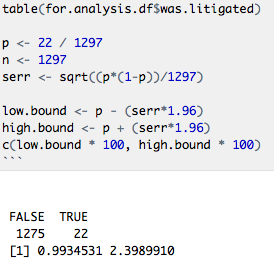 table(for.analysis.df$was.litigated)
p <- 22 / 1297
n <- 1297
serr <- sqrt((p*(1-p))/1297)
low.bound <- p - (serr*1.96)
high.bound <- p + (serr*1.96)
c(low.bound * 100, high.bound * 100)
```
FALSE  TRUE
 1275    22
[1] 0.9934531 2.3989910